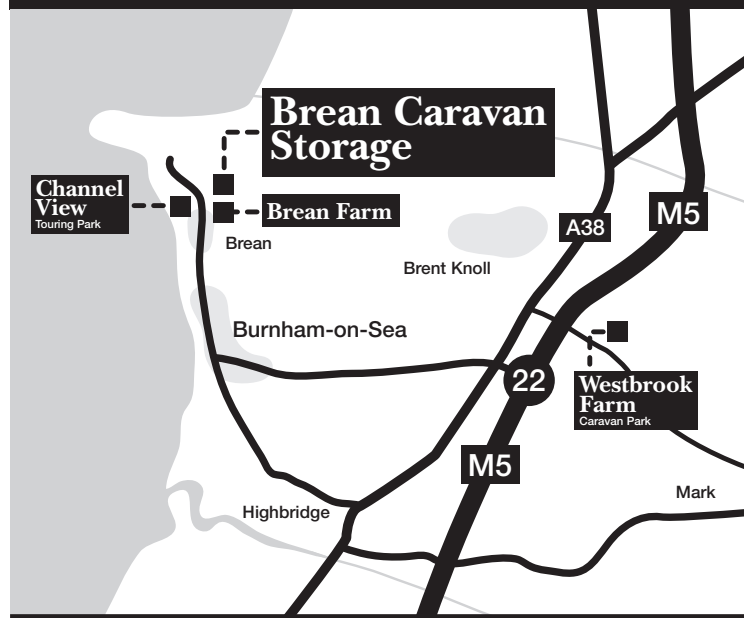 Brean Caravan
Storage
Channel
View
Touring Park
Brean Farm
Brean
A38
M5
Brent Knoll
Burnham-on-Sea
22
Westbrook
Farm
Caravan Park
M5
Mark
Highbridge